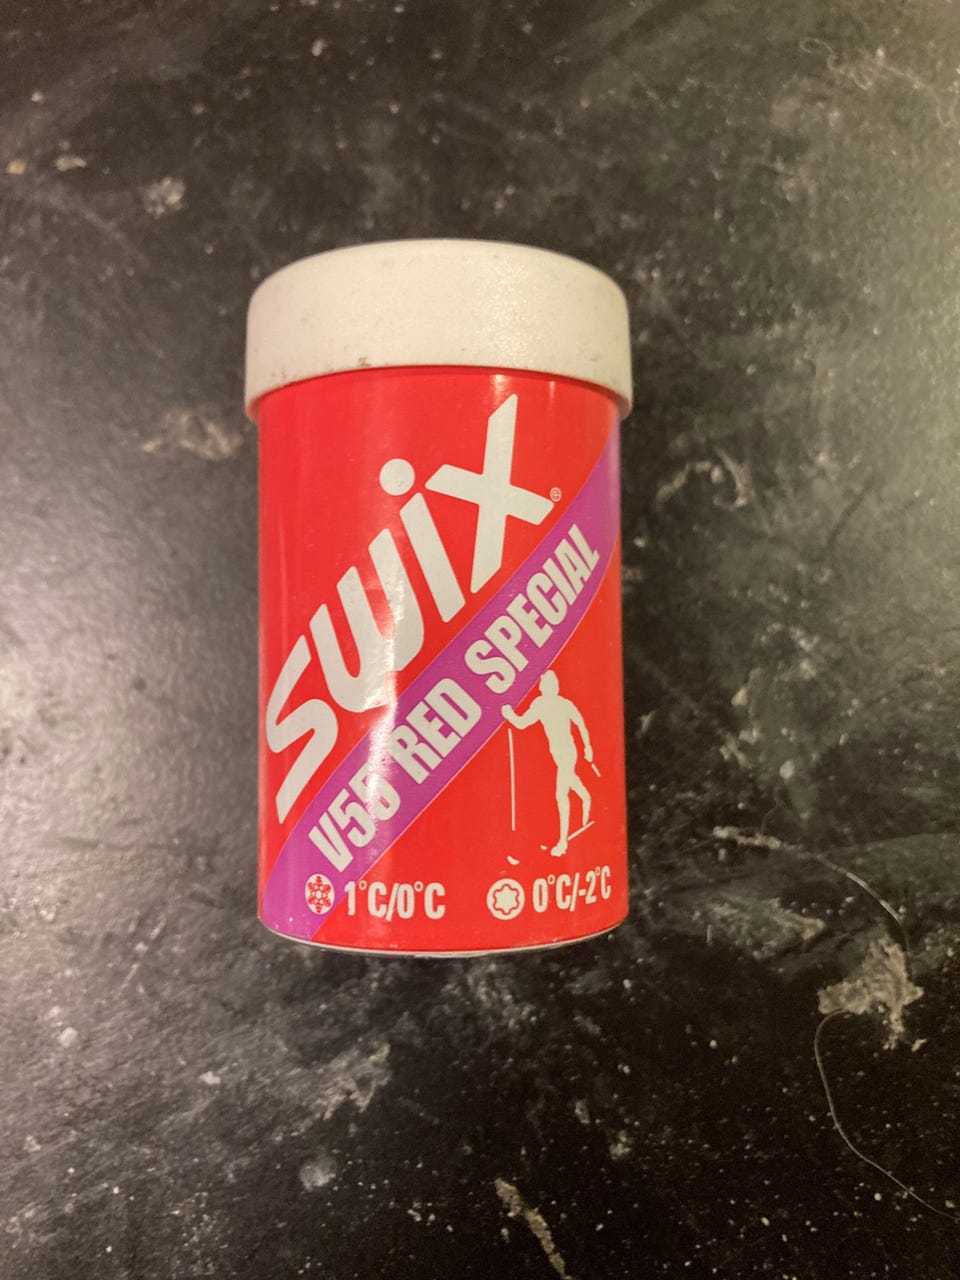 SWIX®
V55 RED SPECIAL
1°C/0°C
0°C/-2°C